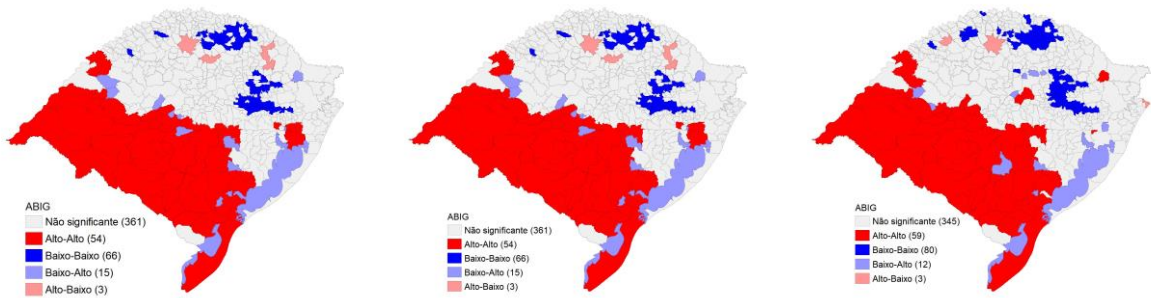 ABIG
Não significante (361)
Alto-Alto (54)
Baixo-Baixo (66)
Baixo-Alto (15)
Alto-Baixo (3)
ABIG
Não significante (361)
Alto-Alto (54)
Baixo-Baixo (66)
Baixo-Alto (15)
Alto-Baixo (3)
ABIG
Não significante (345)
Alto-Alto (59)
Baixo-Baixo (80)
Baixo-Alto (12)
Alto-Baixo (3)